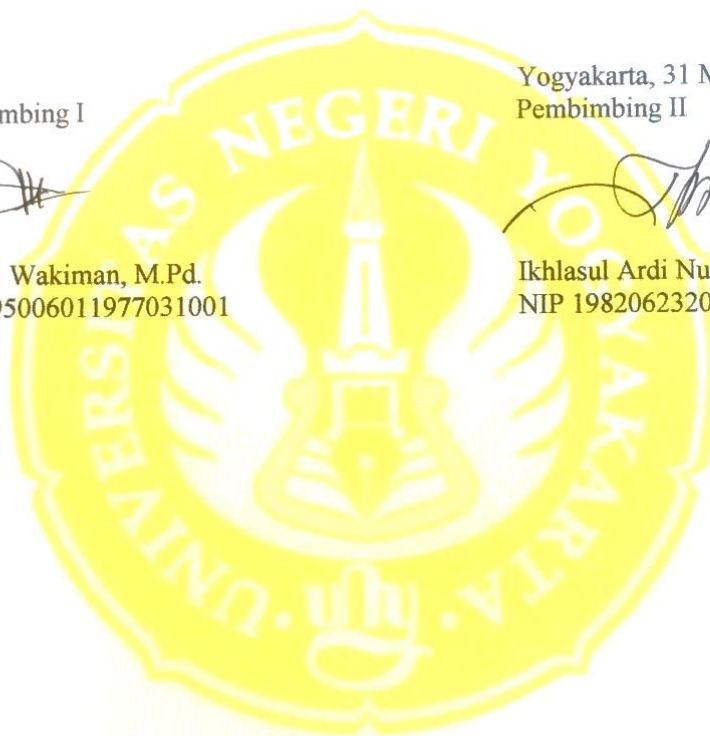 Yogyakarta, 31 M
mbing I
Pembimbing II
Wakiman, M.Pd.
95006011977031001
Ikhlasul Ardi Nu
NIP 1982062320
UNIVERSITAS NEGERI YOGYAKARTA